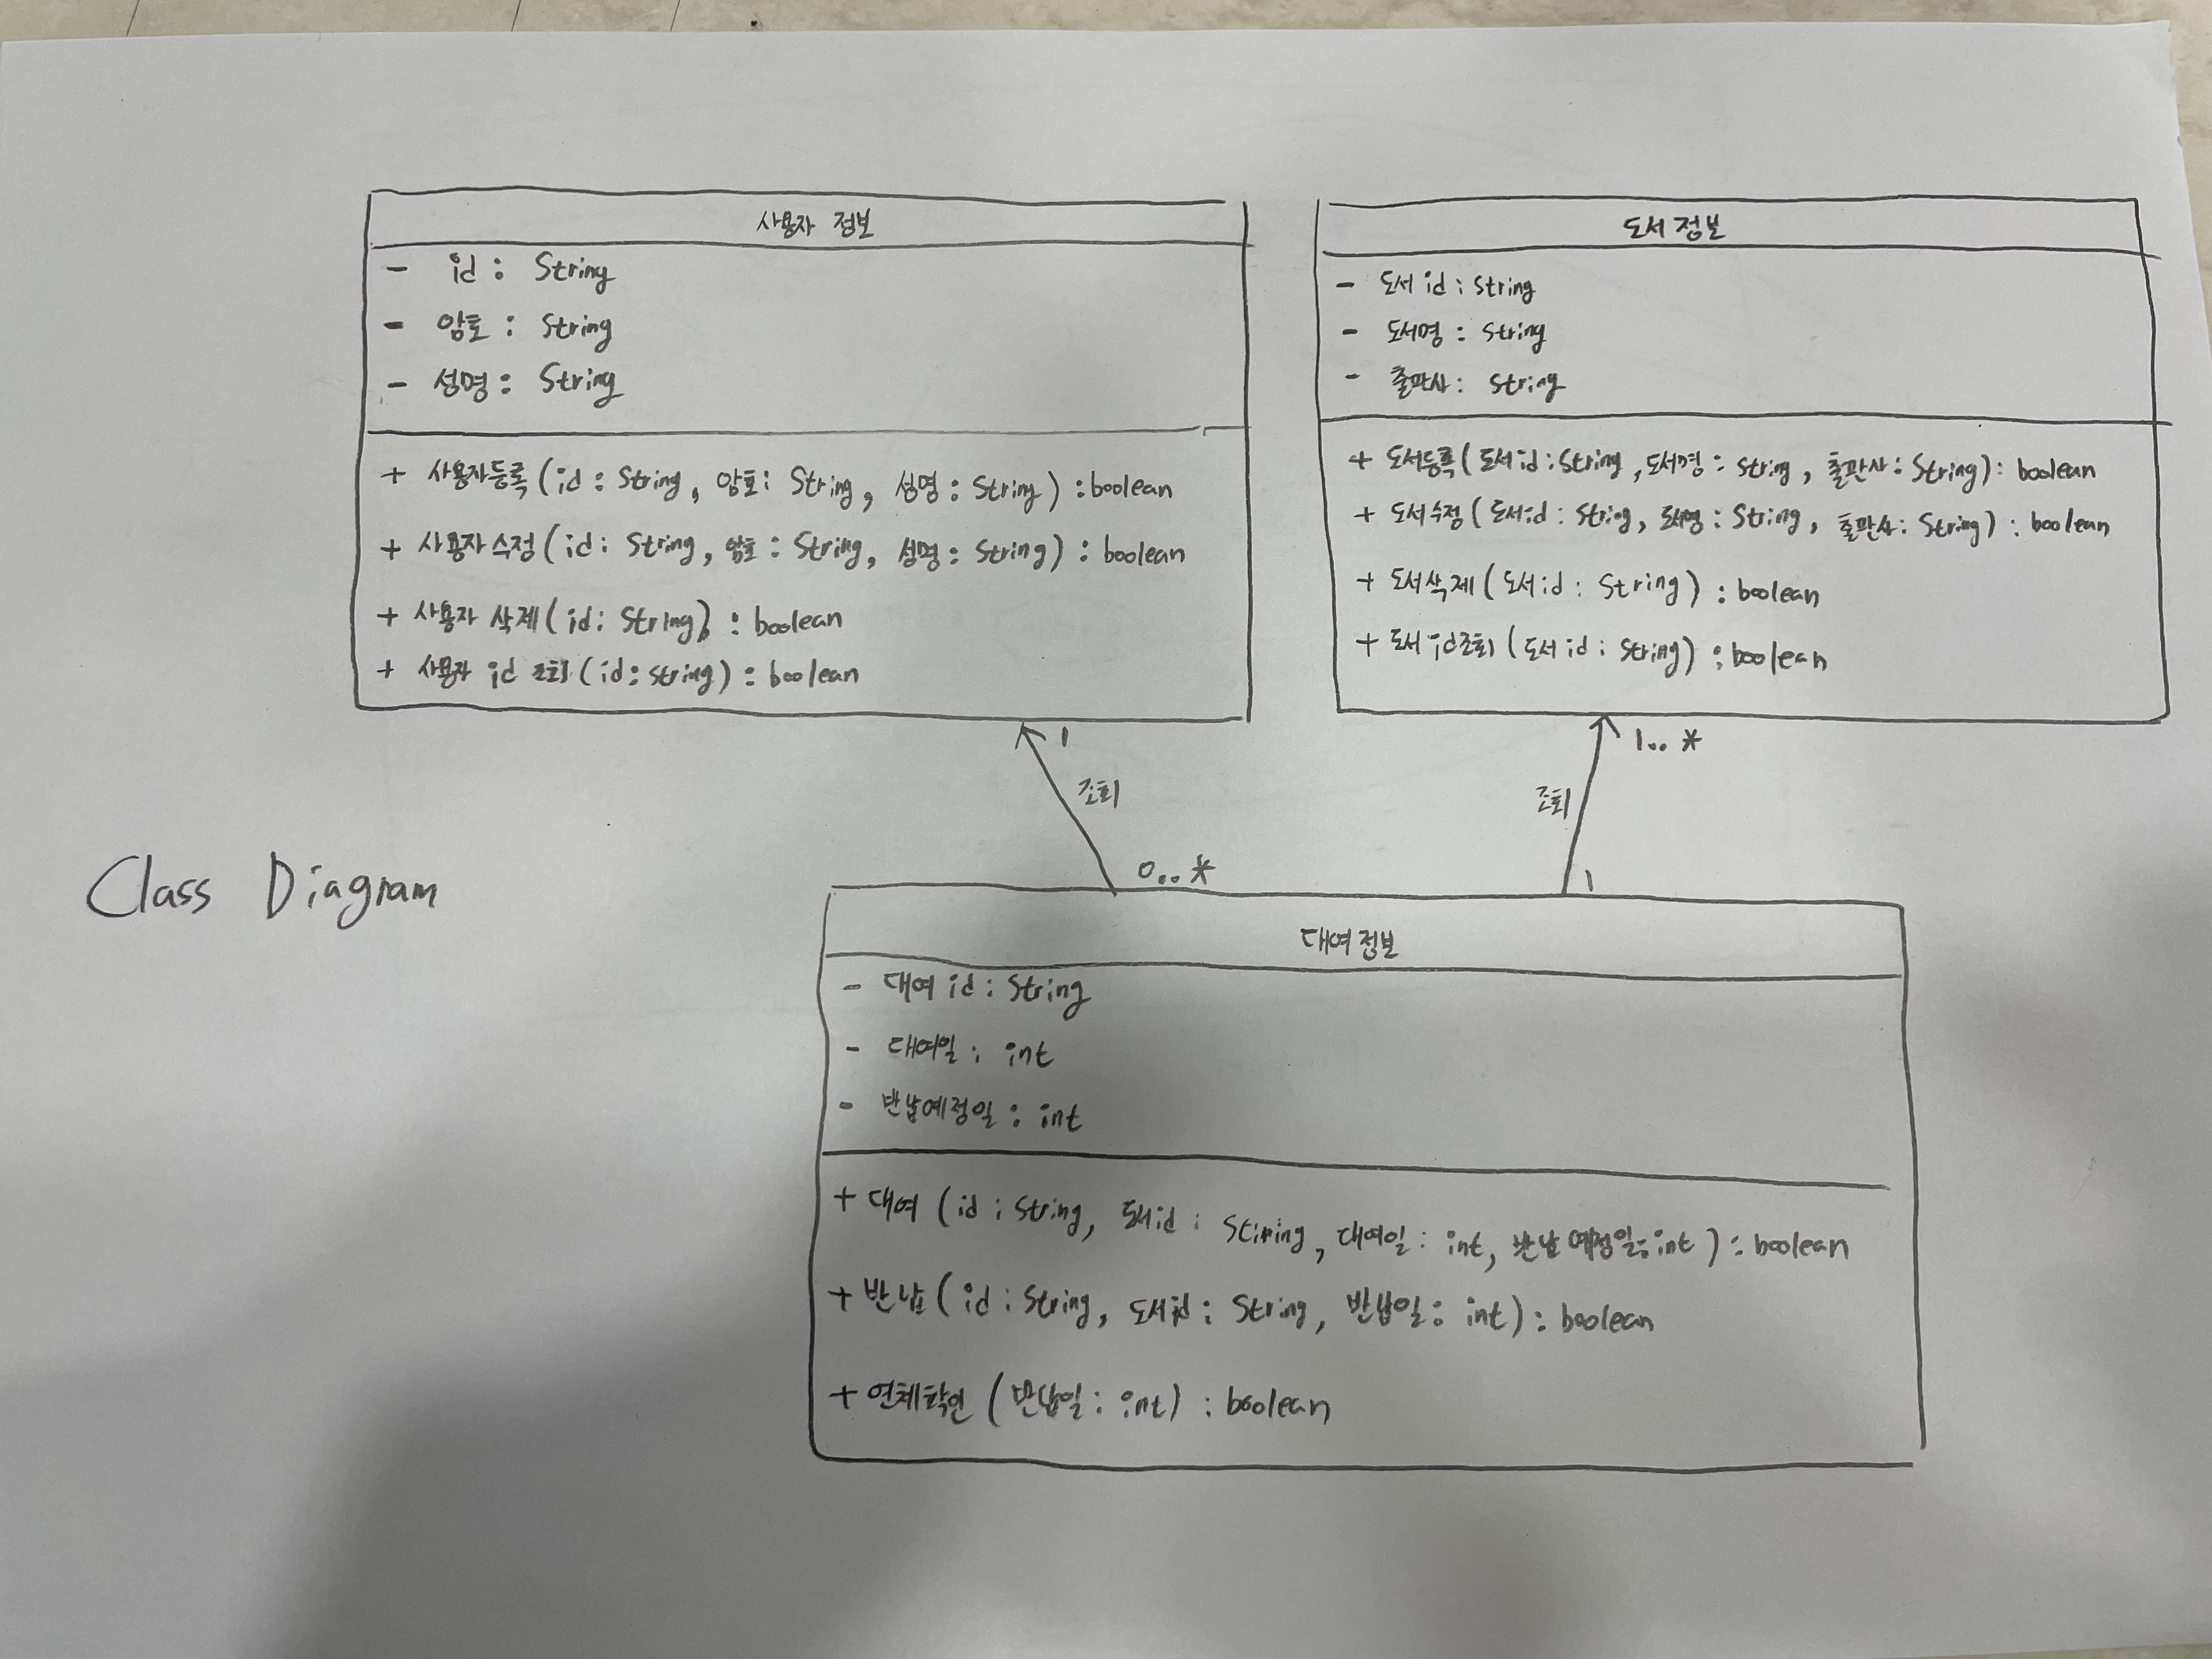 사용자 정보
- id : String
- 암호 : String
- 성명 : String
+ 사용자등록(id : String, 암호 : String, 성명 : String) : boolean
+ 사용자수정(id : String, 암호 : String, 성명 : String) : boolean
+ 사용자 삭제(id : String) : boolean
+ 사용자 id 조회(id : String) : boolean
도서정보
- 도서id : String
- 도서명 : String
- 출판사 : String
+ 도서등록(도서id : String, 도서명 : String, 출판사 : String) : boolean
+ 도서수정(도서id : String, 도서명 : String, 출판사 : String) : boolean
+ 도서삭제(도서id : String) : boolean
+ 도서id조회(도서id : String) : boolean
1
조회
0..*
1..*
조회
1
Class Diagram
대여정보
- 대여id : String
- 대여일 : int
- 반납예정일 : int
+ 대여(id : String, 도서id : String, 대여일 : int, 반납예정일 : int) : boolean
+ 반납(id : String, 도서id : String, 반납일 : int) : boolean
+ 연체확인(반납일 : int) : boolean